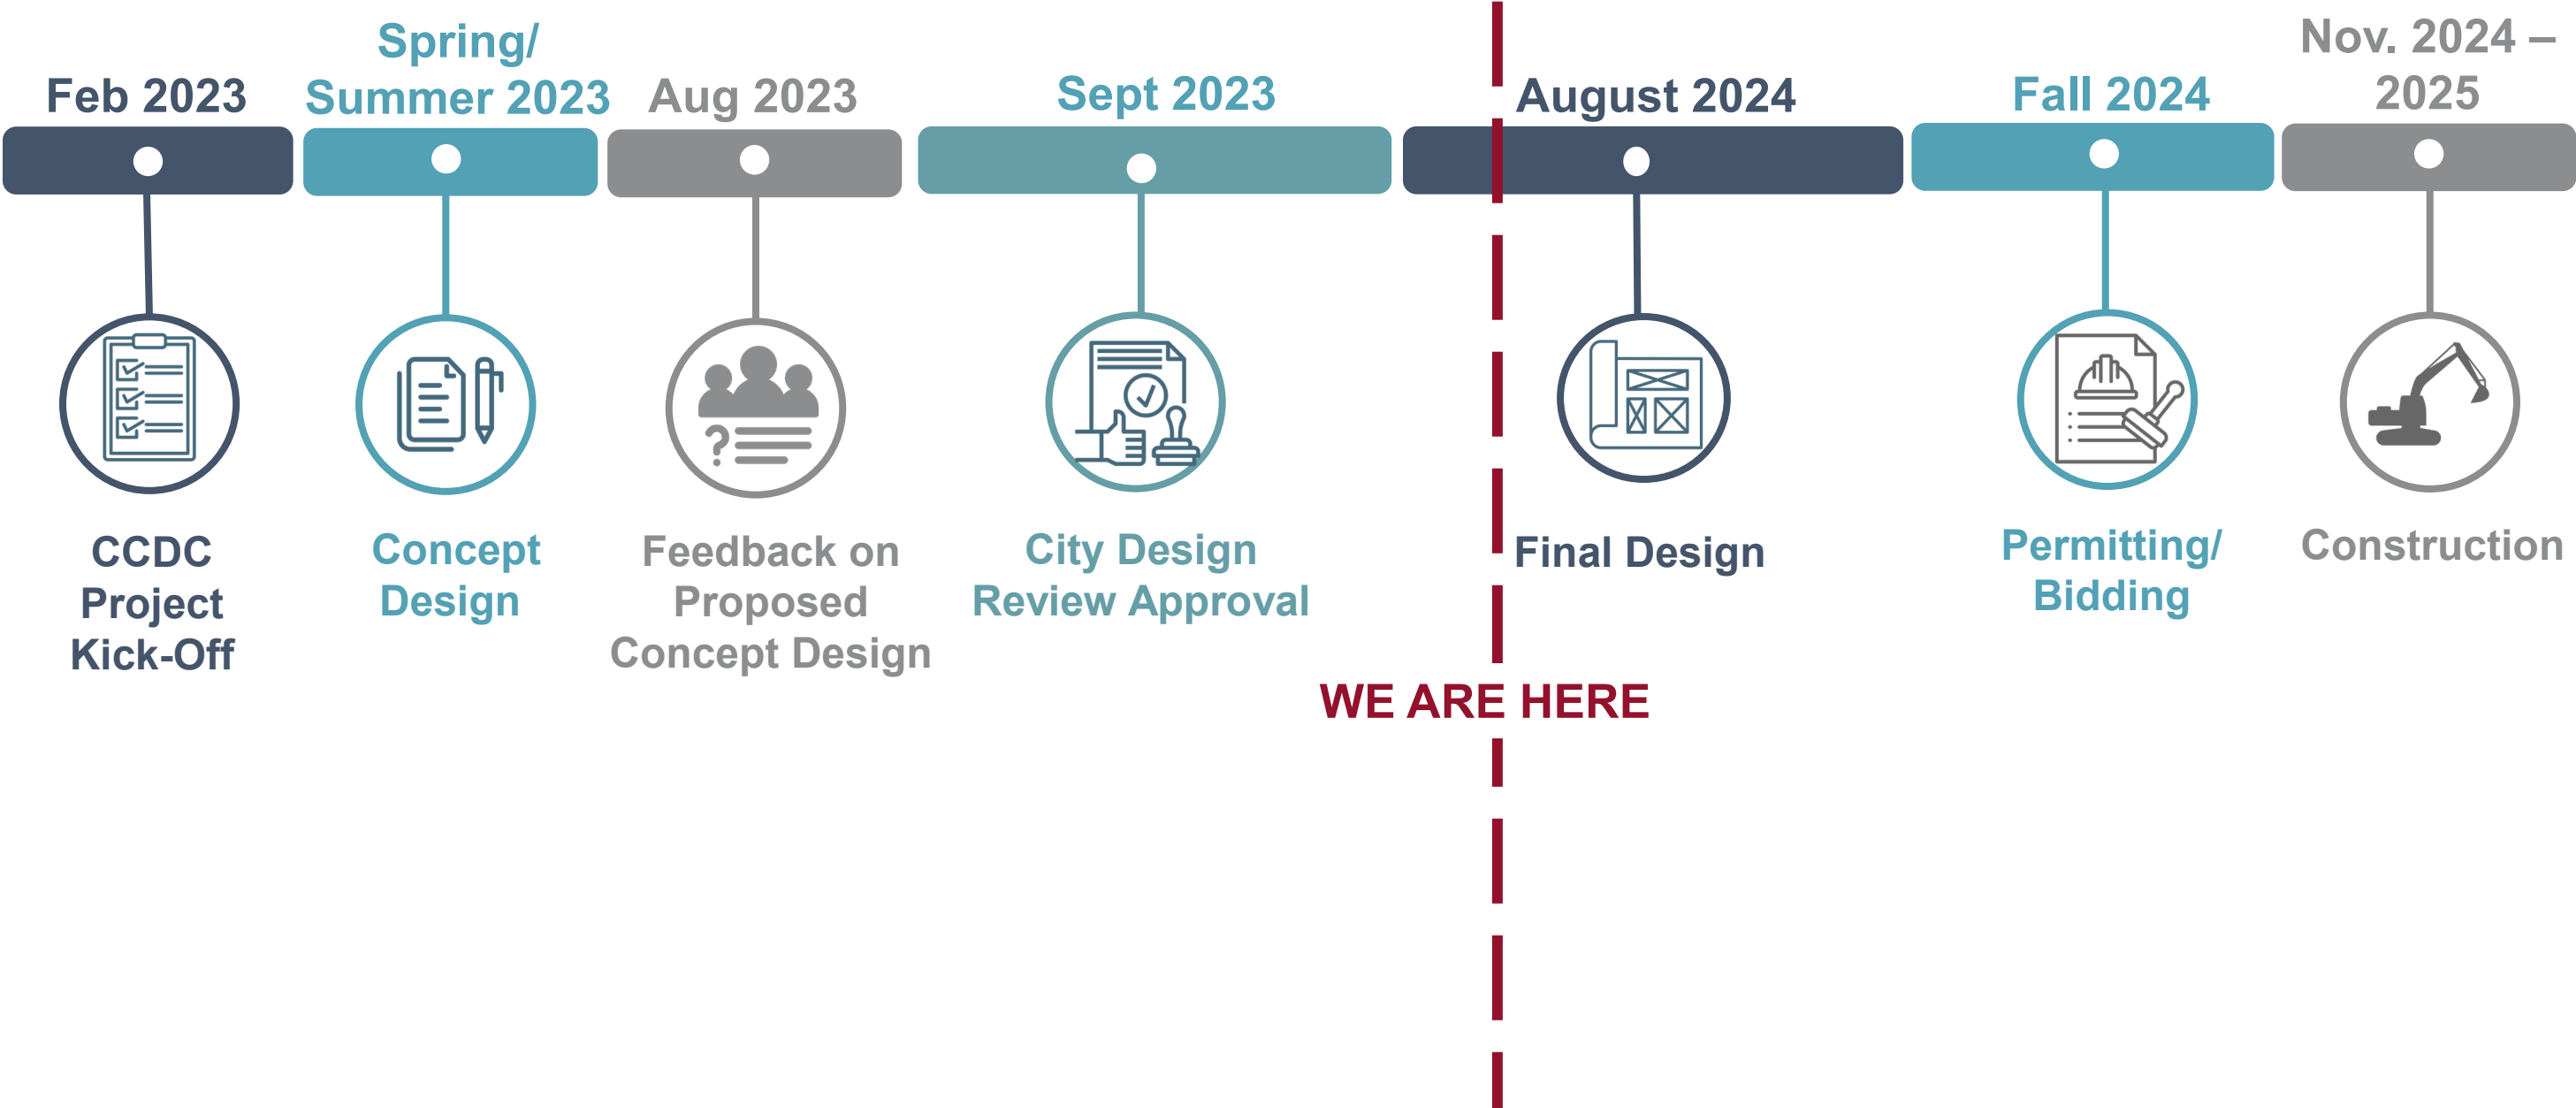 Feb 2023
Spring/
Summer 2023
Aug 2023
Sept 2023
August 2024
Fall 2024
Nov. 2024 –
2025
CCDC
Project
Kick-Off
Concept
Design
Feedback on
Proposed
Concept Design
?
City Design
Review Approval
Final Design
Permitting/
Bidding
Construction
WE ARE HERE